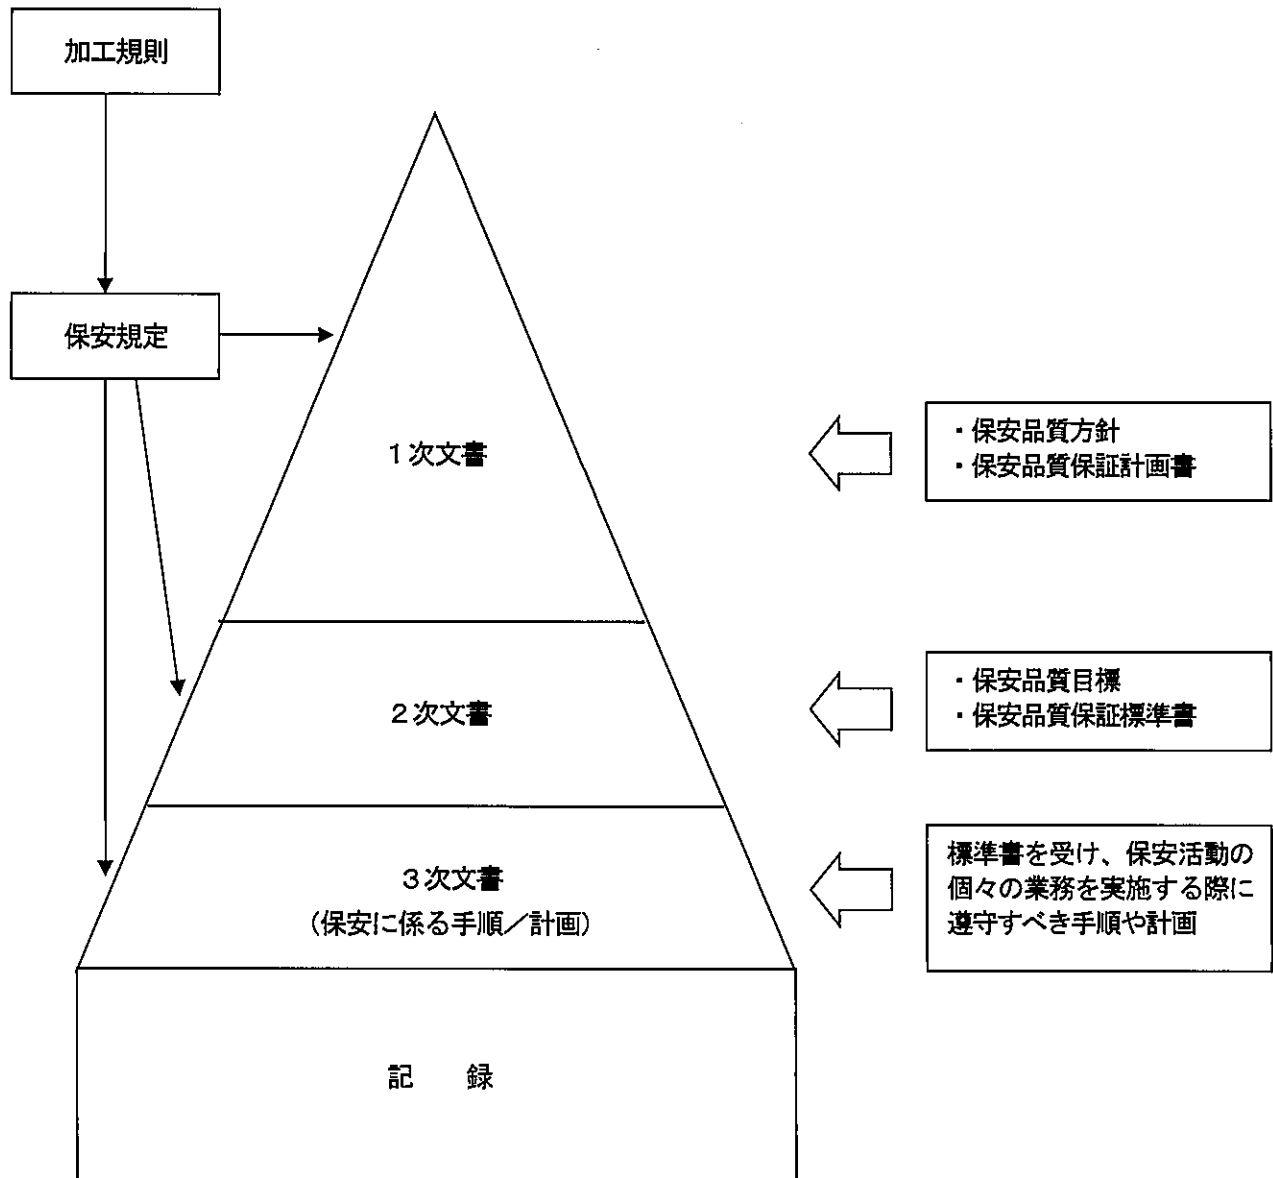 加工規則
保安規定
1次文書
・保安品質方針
・保安品質保証計画書
2次文書
・保安品質目標
・保安品質保証標準書
3次文書
(保安に係る手順／計画)
標準書を受け、保安活動の
個々の業務を実施する際に
遵守すべき手順や計画
記　録